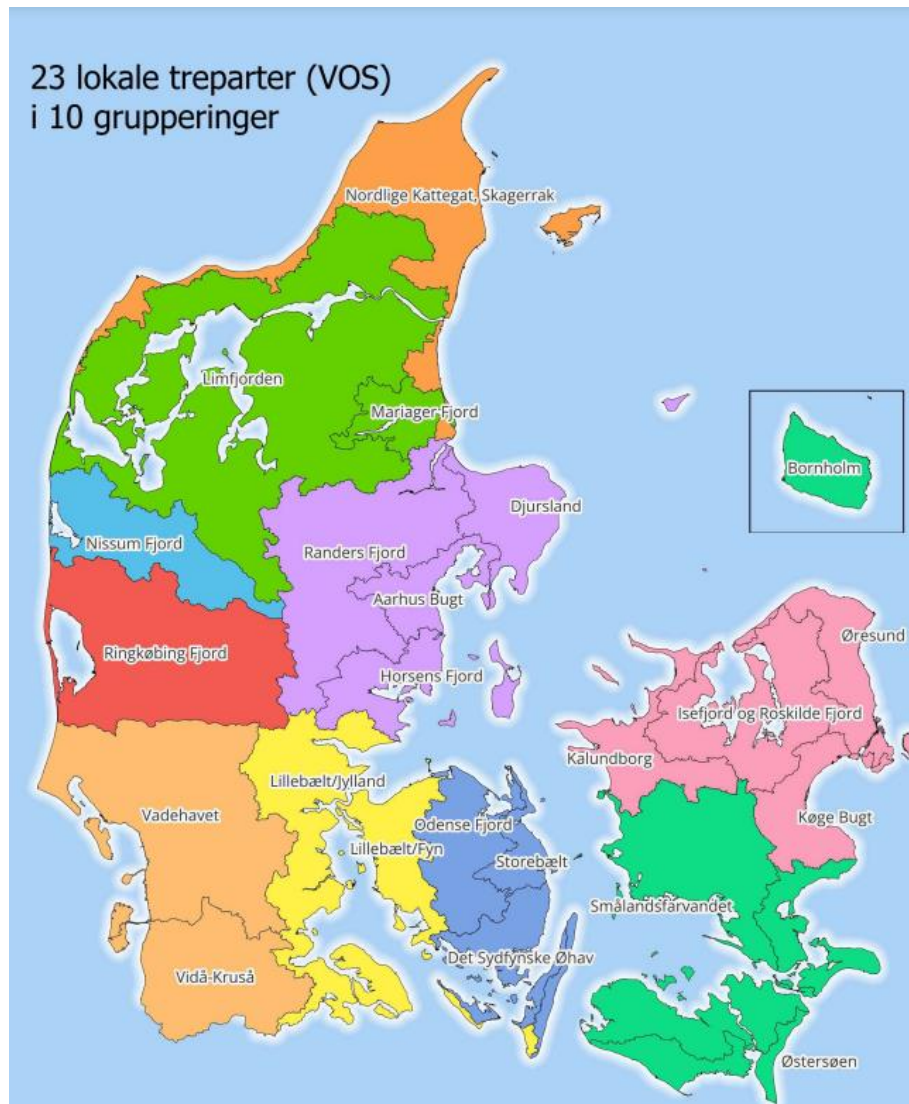 23 lokale treparter (VOS)
i 10 grupperinger
Nordlige Kattegat, Skagerrak
Limfjorden
Mariager Fjord
Bornholm
Djursland
Nissum Fjord
Randers Fjord
Aarhus Bugt
Øresund
Ringkøbing Fjord
Horsens Fjord
Isefjord og Roskilde Fjord
Kalundborg
Lillebælt/Jylland
Vadehavet
Odense Fjord
Køge Bugt
Lillebælt/Fyn
Storebælt
Smålandsfarvandet
Det Sydfynske Øhav
Vidå-Kruså
Østersøen